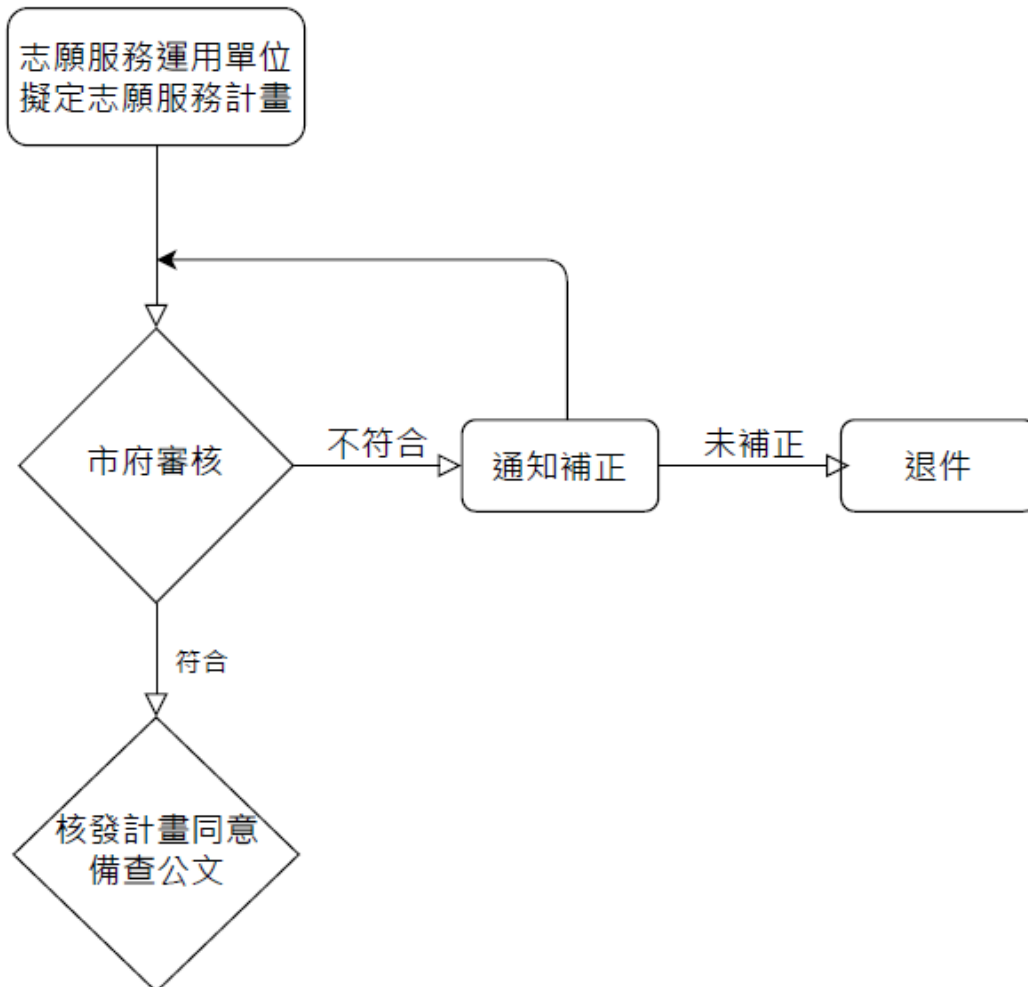 志願服務運用單位
擬定志願服務計畫
市府審核
不符合
通知補正
未補正
退件
符合
核發計畫同意
備查公文